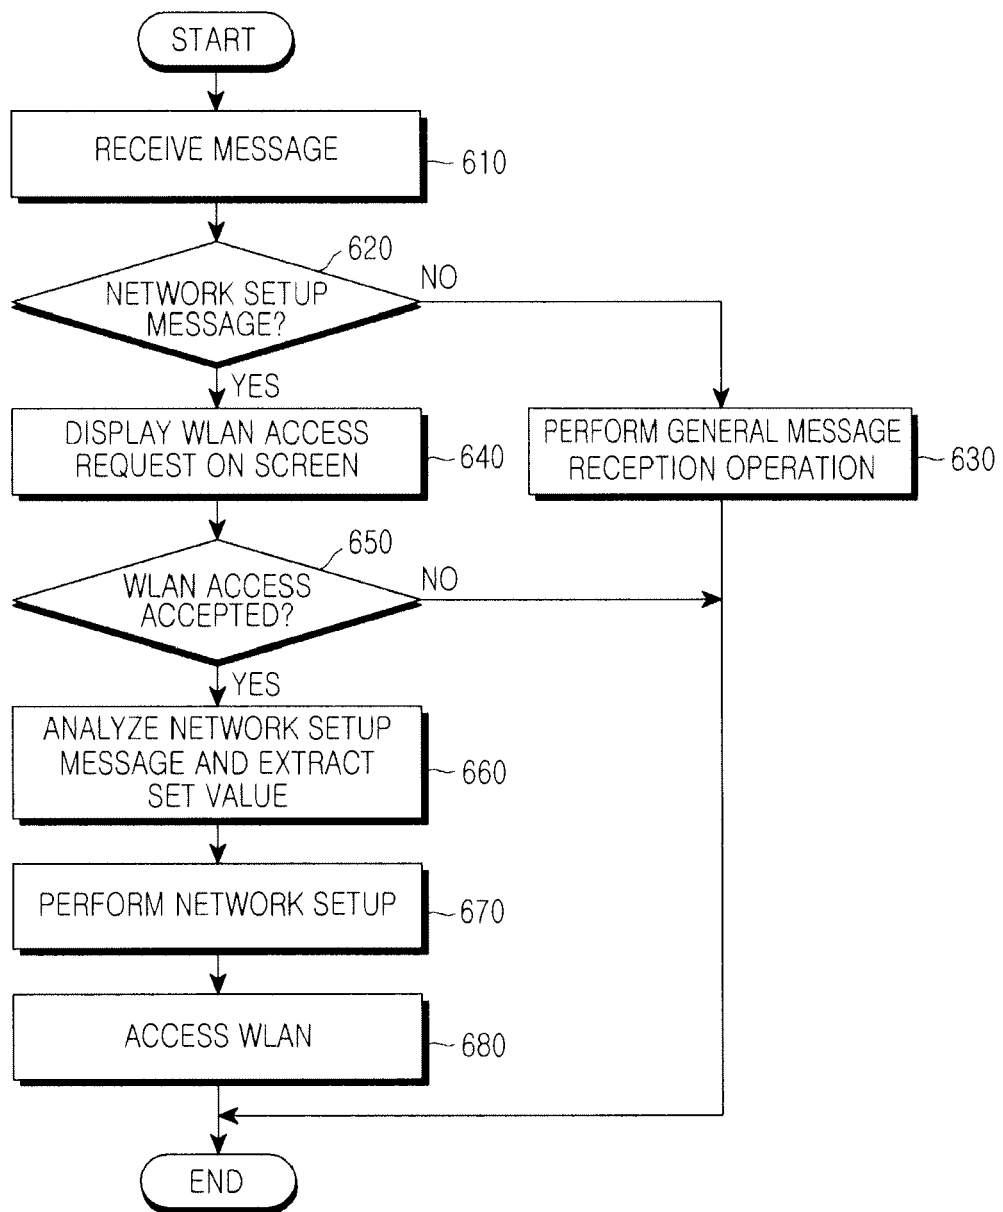 START
RECEIVE MESSAGE
610
620
NETWORK SETUP
MESSAGE?
NO
YES
DISPLAY WLAN ACCESS
REQUEST ON SCREEN
640
PERFORM GENERAL MESSAGE
RECEPTION OPERATION
630
650
WLAN ACCESS
ACCEPTED?
NO
YES
ANALYZE NETWORK SETUP
MESSAGE AND EXTRACT
SET VALUE
660
PERFORM NETWORK SETUP
670
ACCESS WLAN
680
END